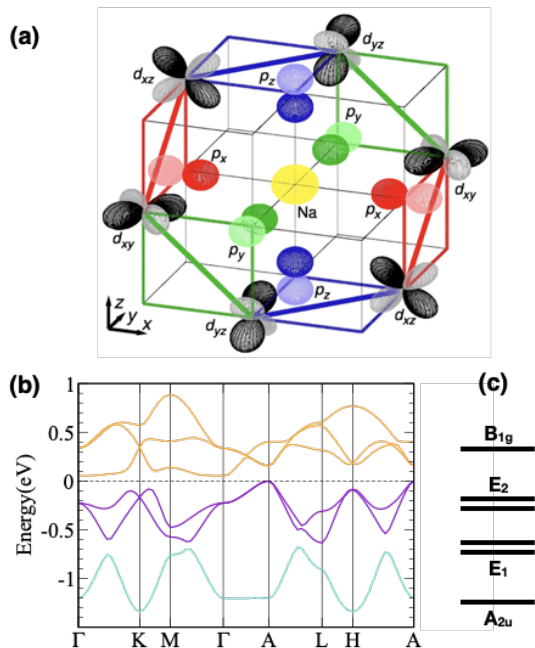 (a)
d_yz
d_xz
p_z
p_y
p_x
d_xy
Na
p_x
d_xy
p_y
p_z
d_xz
d_yz
z
y
x
(b)
(c)
1
0.5
0
-0.5
-1
Energy(eV)
Γ K M Γ A L H A
B1g
E2
E1
A2u